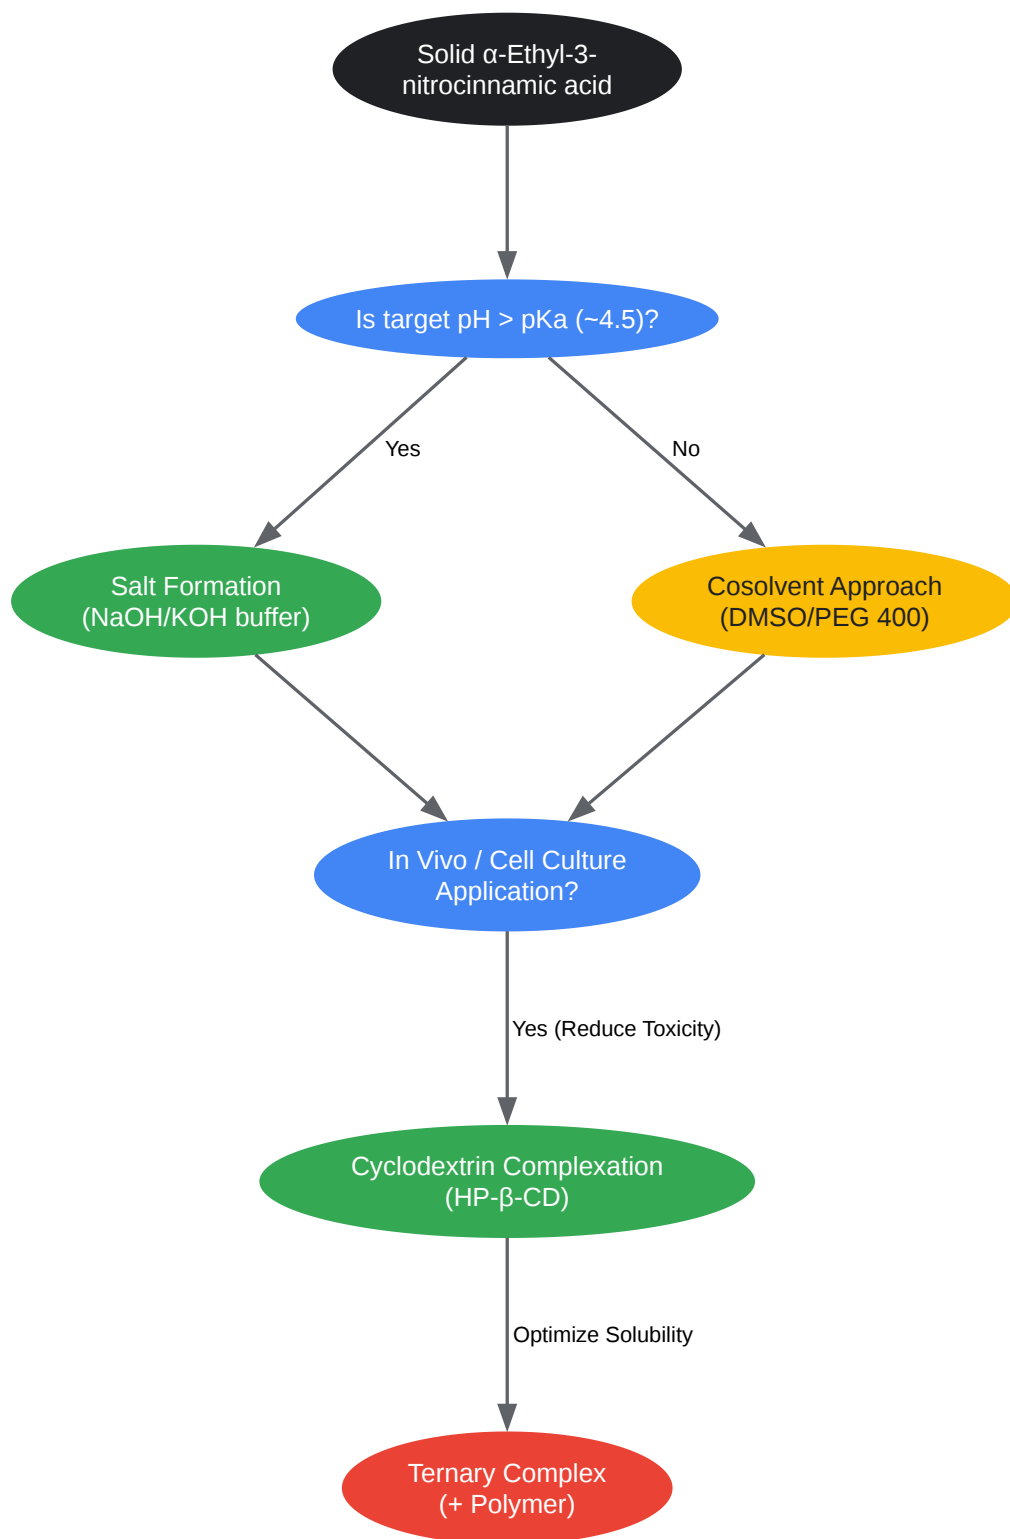 Solid α-Ethyl-3-
nitrocinnamic acid
Is target pH > pKa (~4.5)?
Yes
No
Salt Formation
(NaOH/KOH buffer)
Cosolvent Approach
(DMSO/PEG 400)
In Vivo / Cell Culture
Application?
Yes (Reduce Toxicity)
Cyclodextrin Complexation
(HP-β-CD)
Optimize Solubility
Ternary Complex
(+ Polymer)